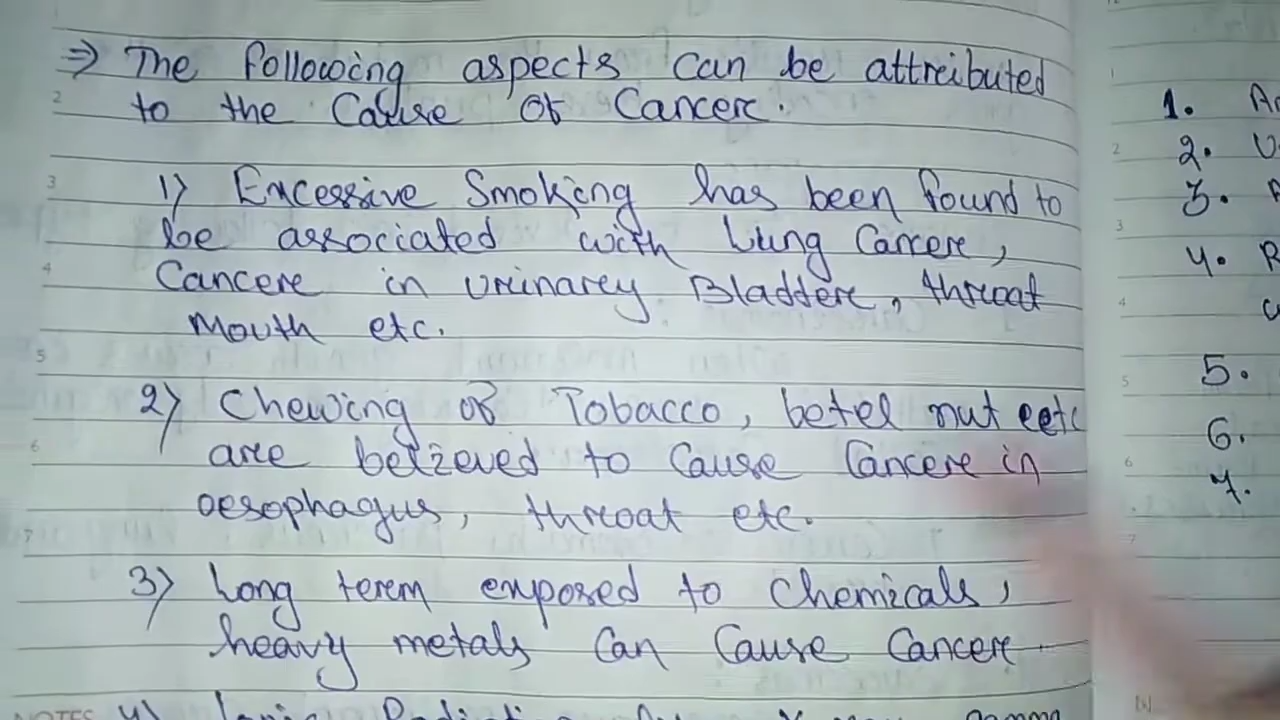 ⇒ The following aspects can be attributed
to the Cause of Cancer.
1) Excessive Smoking has been found to
be associated with Lung Cancer,
Cancer in Urinary Bladder, throat
Mouth etc.
2) Chewing of Tobacco, betel nut etc
are believed to Cause Cancer in
oesophagus, throat etc.
3) Long term exposed to Chemicals,
heavy metals Can Cause Cancer.
NOTES 4)
1.
2.
3.
4.
5.
6.
7.